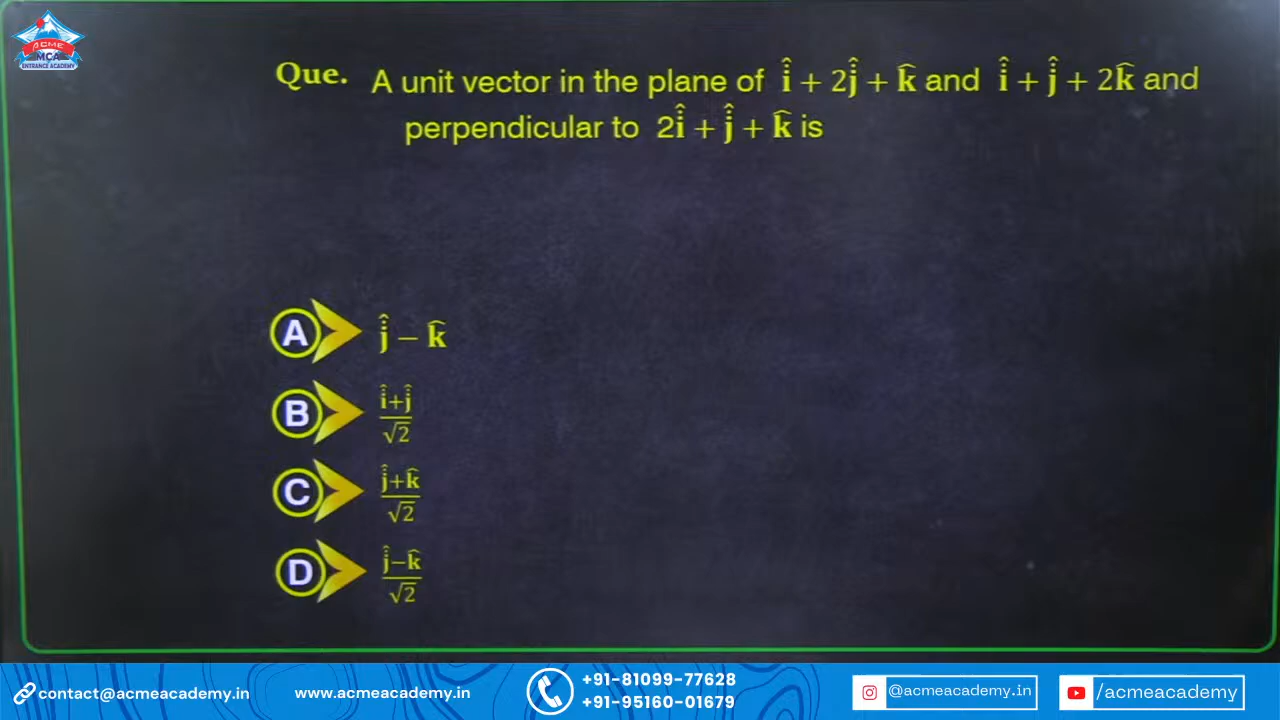 ACME
MCA
ENTRANCE ACADEMY
Que. A unit vector in the plane of î + 2ĵ + k̂ and î + ĵ + 2k̂ and
perpendicular to 2î + ĵ + k̂ is
A ĵ − k̂
B (î+ĵ)/√2
C (ĵ+k̂)/√2
D (ĵ−k̂)/√2
contact@acmeacademy.in
www.acmeacademy.in
+91-81099-77628
+91-95160-01679
@acmeacademy.in
/acmeacademy